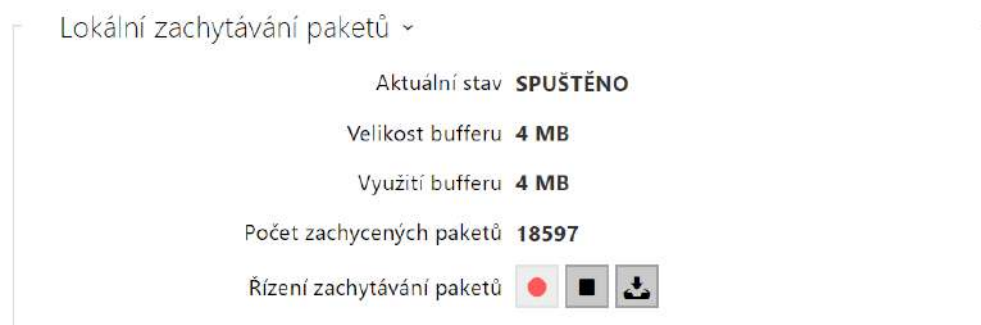 Lokální zachytávání paketů
Aktuální stav SPUŠTĚNO
Velikost bufferu 4 MB
Využití bufferu 4 MB
Počet zachycených paketů 18597
Řízení zachytávání paketů